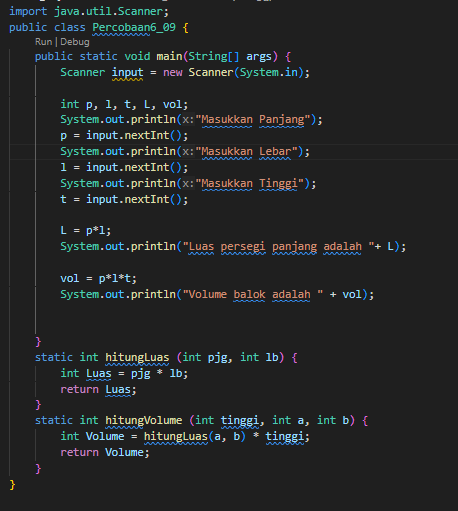 import java.util.Scanner;
public class Percobaan6_09 {
Run | Debug
public static void main(String[] args) {
Scanner input = new Scanner(System.in);
int p, l, t, L, vol;
System.out.println(x:"Masukkan Panjang");
p = input.nextInt();
System.out.println(x:"Masukkan Lebar");
l = input.nextInt();
System.out.println(x:"Masukkan Tinggi");
t = input.nextInt();
L = p*l;
System.out.println("Luas persegi panjang adalah "+ L);
vol = p*l*t;
System.out.println("Volume balok adalah " + vol);
}
static int hitungLuas (int pjg, int lb) {
int Luas = pjg * lb;
return Luas;
}
static int hitungVolume (int tinggi, int a, int b) {
int Volume = hitungLuas(a, b) * tinggi;
return Volume;
}
}